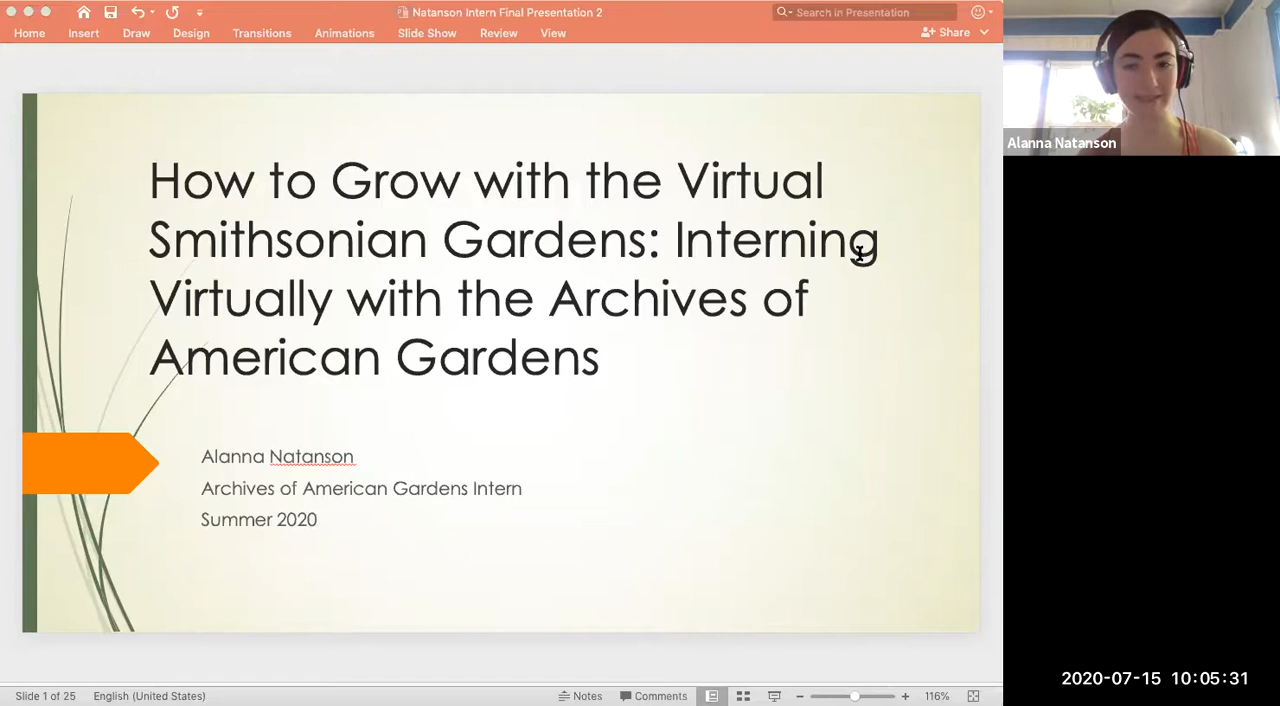 Natanson Intern Final Presentation 2
Search in Presentation
Home Insert Draw Design Transitions Animations Slide Show Review View
Share
Alanna Natanson
How to Grow with the Virtual
Smithsonian Gardens: Interning
Virtually with the Archives of
American Gardens
Alanna Natanson
Archives of American Gardens Intern
Summer 2020
Slide 1 of 25
English (United States)
Notes
Comments
116%
2020-07-15 10:05:31